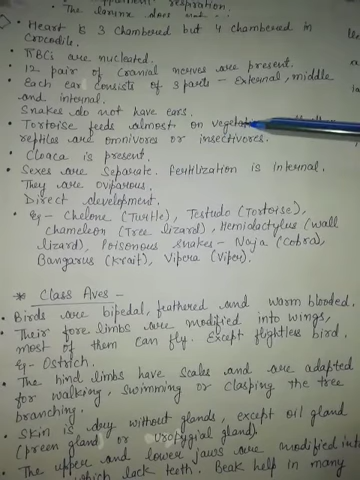 The larynx does not
• Heart is 3 chambered but 4 chambered in
Crocodile.
• RBCs are nucleated.
• 12 pair of Cranial nerves are present.
• Each ear consists of 3 parts - External, middle
and internal.
Snakes do not have ears.
• Tortoise feeds almost on
reptiles are omnivores or insectivores.
• Cloaca is present.
• Sexes are separate. Fertilization is internal.
They are oviparous.
Direct development.
• Eg - Chelone (Turtle), Testudo (Tortoise),
Chameleon (Tree lizard), Hemidactylus (Wall
lizard), Poisonous snakes - Naja (Cobra),
Bangarus (Krait), Vipera (Viper).
* Class Aves -
• Birds are bipedal, feathered and warm blooded.
• Their fore limbs are modified into wings,
most of them can fly. Except flightless bird.
Eg - Ostrich.
• The hind limbs have scales and are adapted
for walking, swimming or clasping the tree
branching.
• Skin is dry without glands, except oil gland
(preen gland or uropygial gland).
• The upper and lower jaws are modified into
which lack teeth. Beak help in many